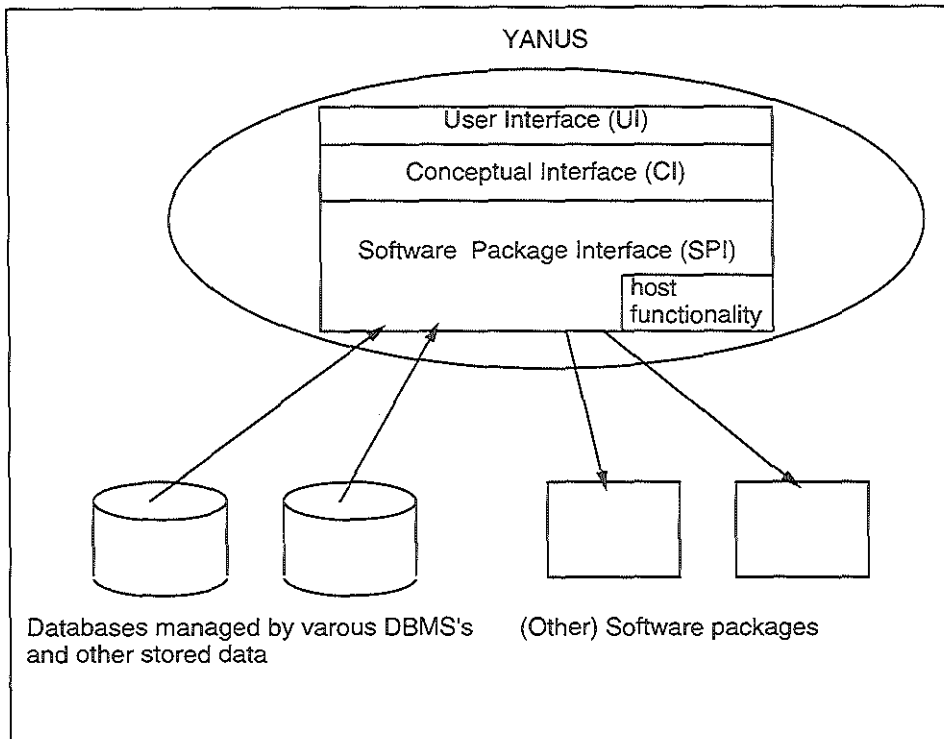 YANUS
User Interface (UI)
Conceptual Interface (CI)
Software Package Interface (SPI)
host
functionality
Databases managed by varous DBMS's
and other stored data
(Other) Software packages